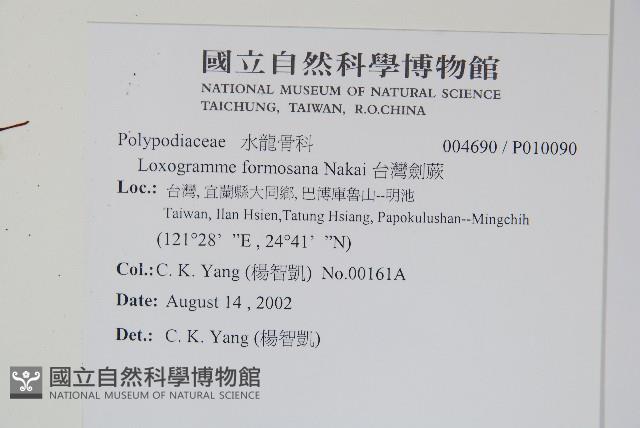 國立自然科學博物館
NATIONAL MUSEUM OF NATURAL SCIENCE
TAICHUNG, TAIWAN, R.O.CHINA
Polypodiaceae 水龍骨科 004690 / P010090
Loxogramme formosana Nakai 台灣劍蕨
Loc.: 台灣, 宜蘭縣大同鄉, 巴博庫魯山--明池
Taiwan, Ilan Hsien,Tatung Hsiang, Papokulushan--Mingchih
(121°28’ ”E , 24°41’ ”N)
Col.: C. K. Yang (楊智凱) No.00161A
Date: August 14 , 2002
Det.: C. K. Yang (楊智凱)
國立自然科學博物館
NATIONAL MUSEUM OF NATURAL SCIENCE